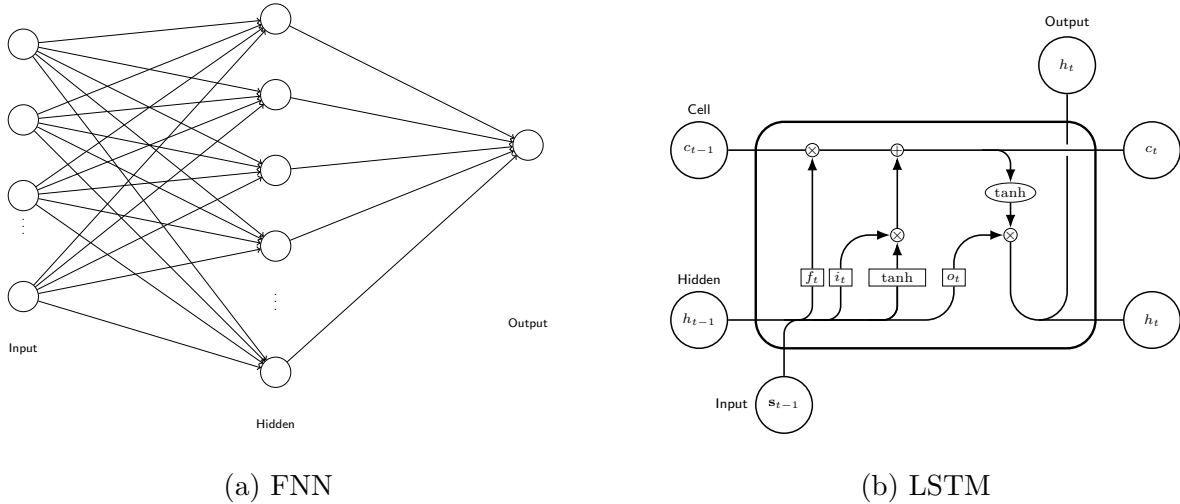 Input
Hidden
Output
(a) FNN
Output
h_t
Cell
c_{t−1}
×
+
c_t
tanh
×
×
Hidden
f_t
i_t
tanh
o_t
h_{t−1}
h_t
Input
s_{t−1}
(b) LSTM